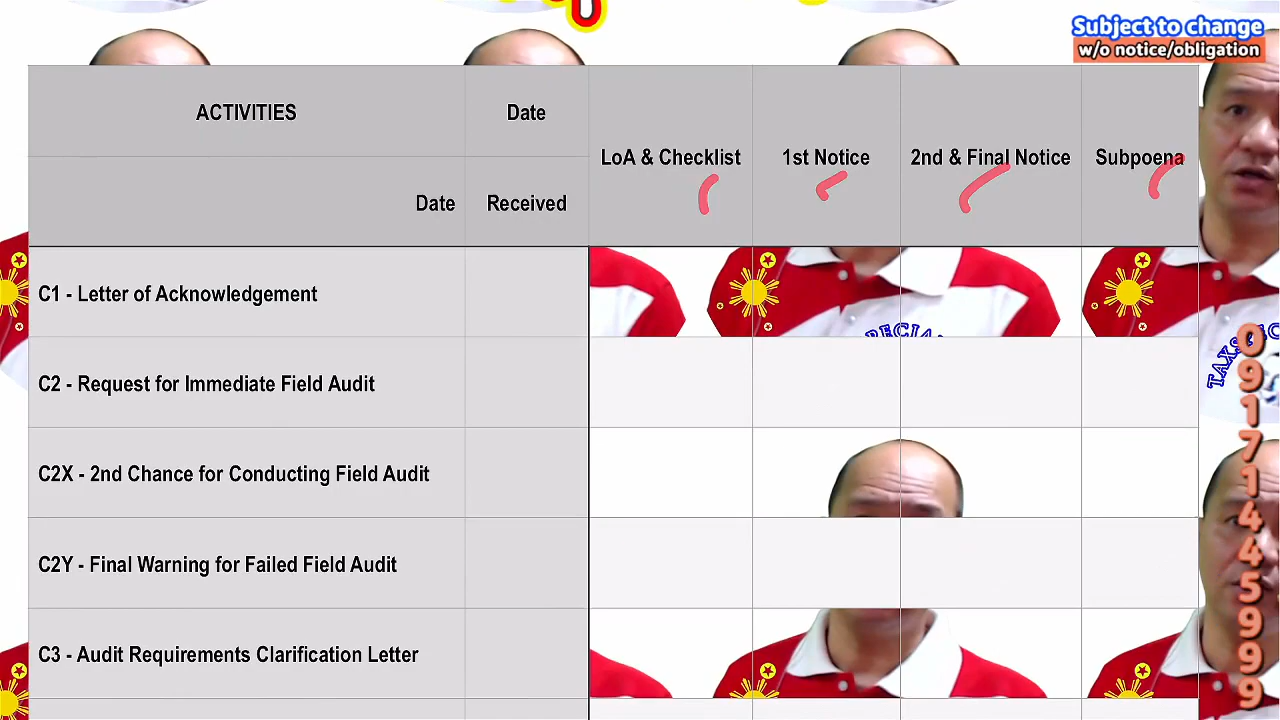 Subject to change
w/o notice/obligation
ACTIVITIES
Date
LoA & Checklist
1st Notice
2nd & Final Notice
Subpoena
Date
Received
C1 - Letter of Acknowledgement
C2 - Request for Immediate Field Audit
C2X - 2nd Chance for Conducting Field Audit
C2Y - Final Warning for Failed Field Audit
C3 - Audit Requirements Clarification Letter
09171445999